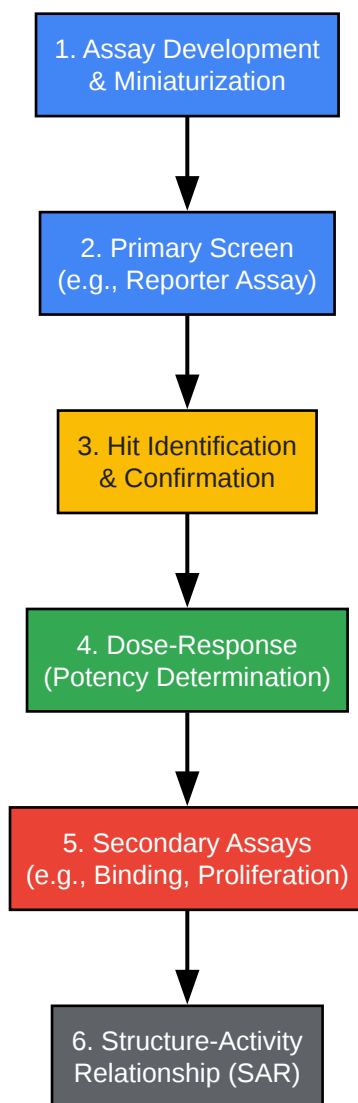 1. Assay Development
& Miniaturization
2. Primary Screen
(e.g., Reporter Assay)
3. Hit Identification
& Confirmation
4. Dose-Response
(Potency Determination)
5. Secondary Assays
(e.g., Binding, Proliferation)
6. Structure-Activity
Relationship (SAR)